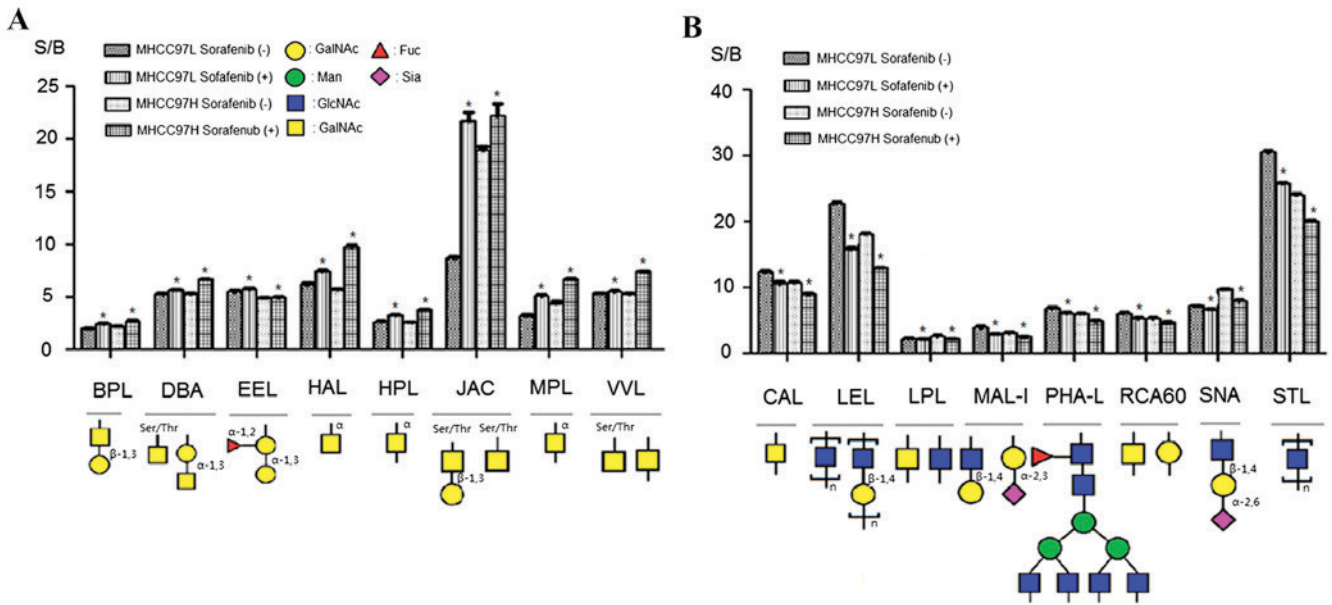 A
S/B
MHCC97L Sorafenib (-)
MHCC97L Sofafenib (+)
MHCC97H Sorafenib (-)
MHCC97H Sorafenub (+)
: GalNAc
: Man
: GlcNAc
: GalNAc
: Fuc
: Sia
25
20
15
10
5
0
* * * * * * * * * * * * * * * *
BPL DBA EEL HAL HPL JAC MPL VVL
β-1,3
Ser/Thr
α-1,3
α-1,2
α-1,3
α
α
Ser/Thr Ser/Thr
β-1,3
α
Ser/Thr
B
S/B
MHCC97L Sorafenib (-)
MHCC97L Sofafenib (+)
MHCC97H Sorafenib (-)
MHCC97H Sorafenub (+)
40
30
20
10
0
* * * * * * * * * * * * * * * *
CAL LEL LPL MAL-I PHA-L RCA60 SNA STL
n
β-1,4
n
β-1,4
α-2,3
β-1,4
α-2,6
n